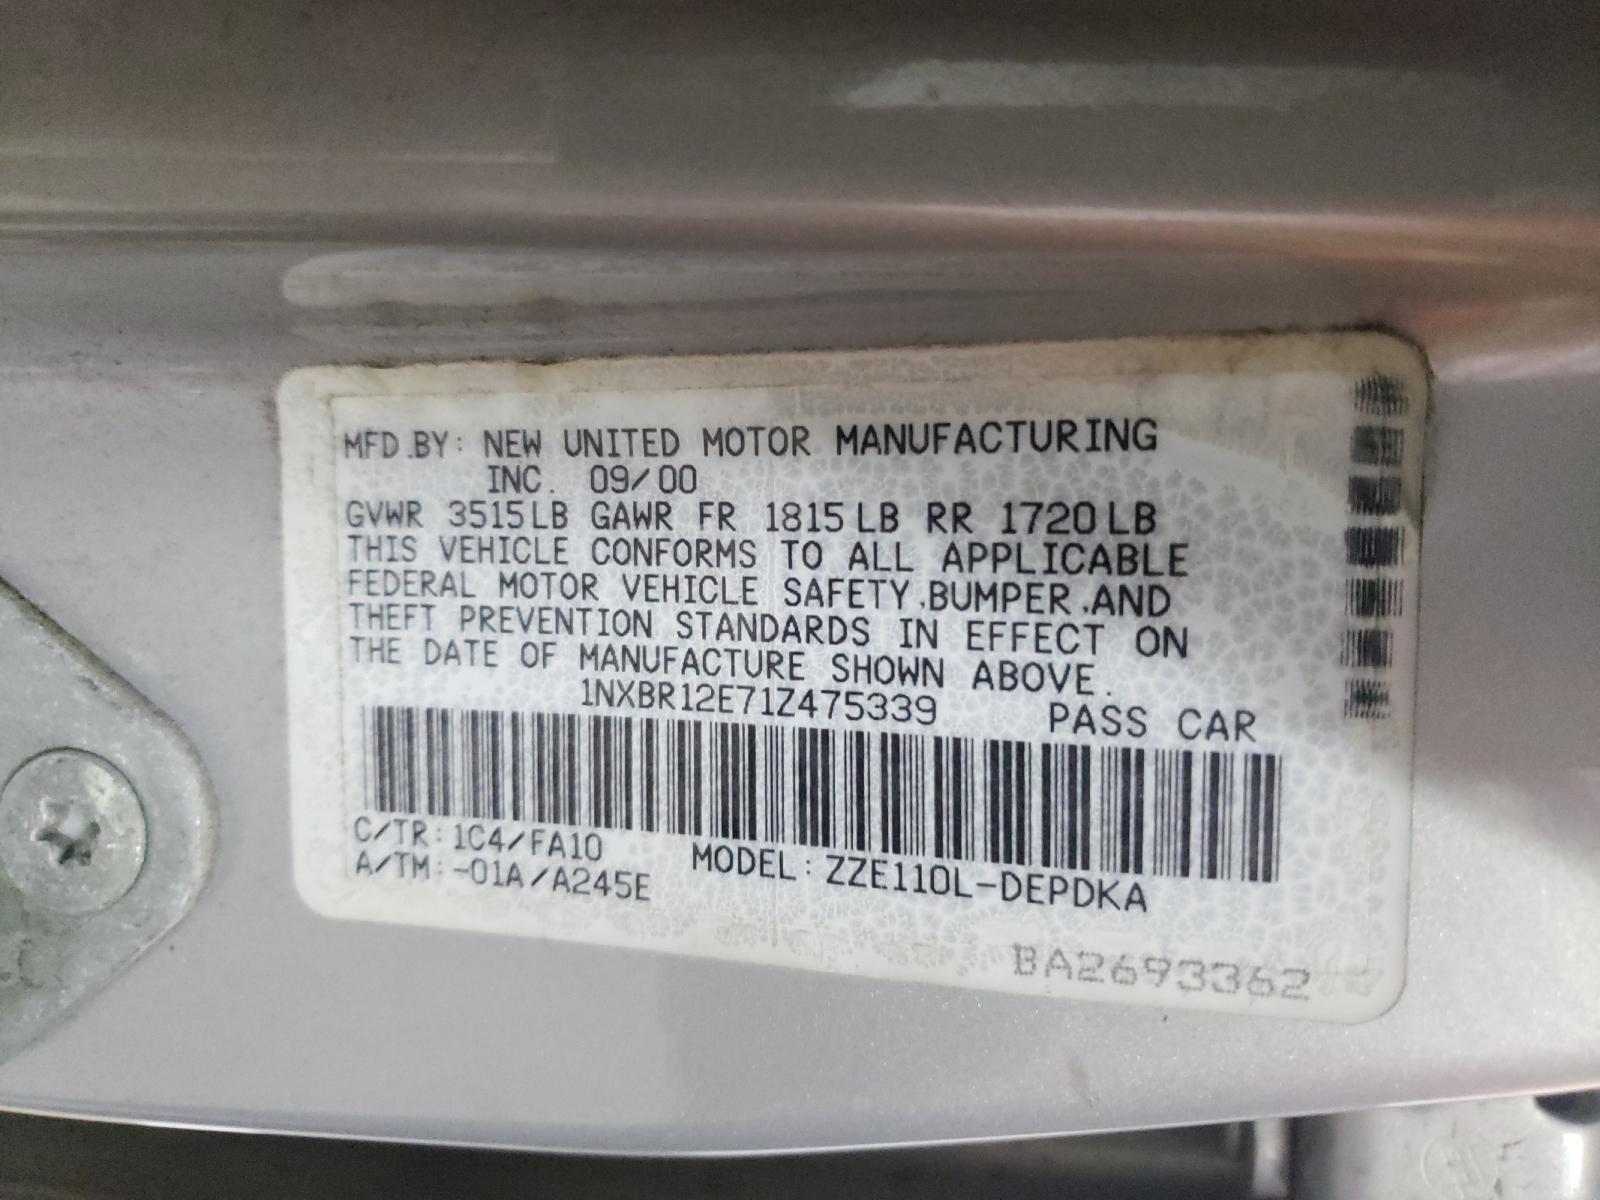 MFD.BY: NEW UNITED MOTOR MANUFACTURING
INC. 09/00
GVWR 3515LB GAWR FR 1815LB RR 1720LB
THIS VEHICLE CONFORMS TO ALL APPLICABLE
FEDERAL MOTOR VEHICLE SAFETY,BUMPER,AND
THEFT PREVENTION STANDARDS IN EFFECT ON
THE DATE OF MANUFACTURE SHOWN ABOVE.
1NXBR12E71Z475339 PASS CAR
C/TR: 1C4/FA10
A/TM: -01A/A245E MODEL: ZZE110L-DEPDKA
BA2693362